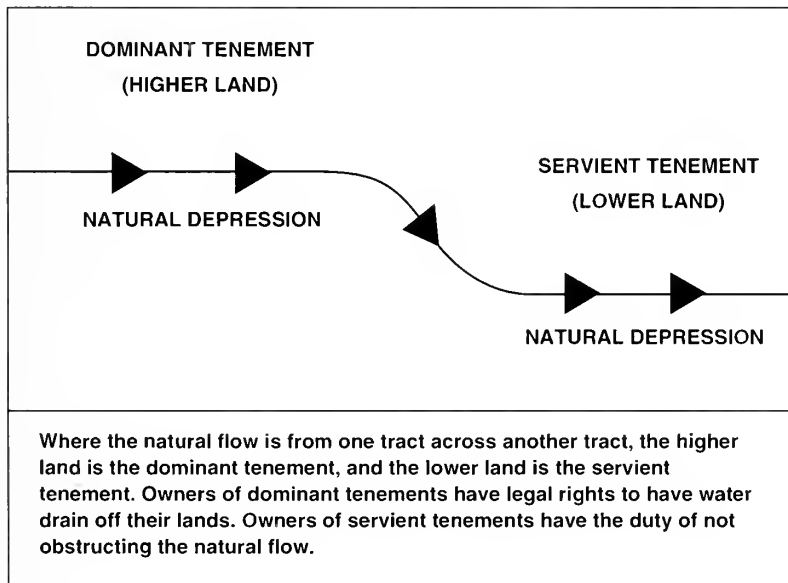 DOMINANT TENEMENT
(HIGHER LAND)
SERVIENT TENEMENT
(LOWER LAND)
NATURAL DEPRESSION
NATURAL DEPRESSION
Where the natural flow is from one tract across another tract, the higher
land is the dominant tenement, and the lower land is the servient
tenement. Owners of dominant tenements have legal rights to have water
drain off their lands. Owners of servient tenements have the duty of not
obstructing the natural flow.